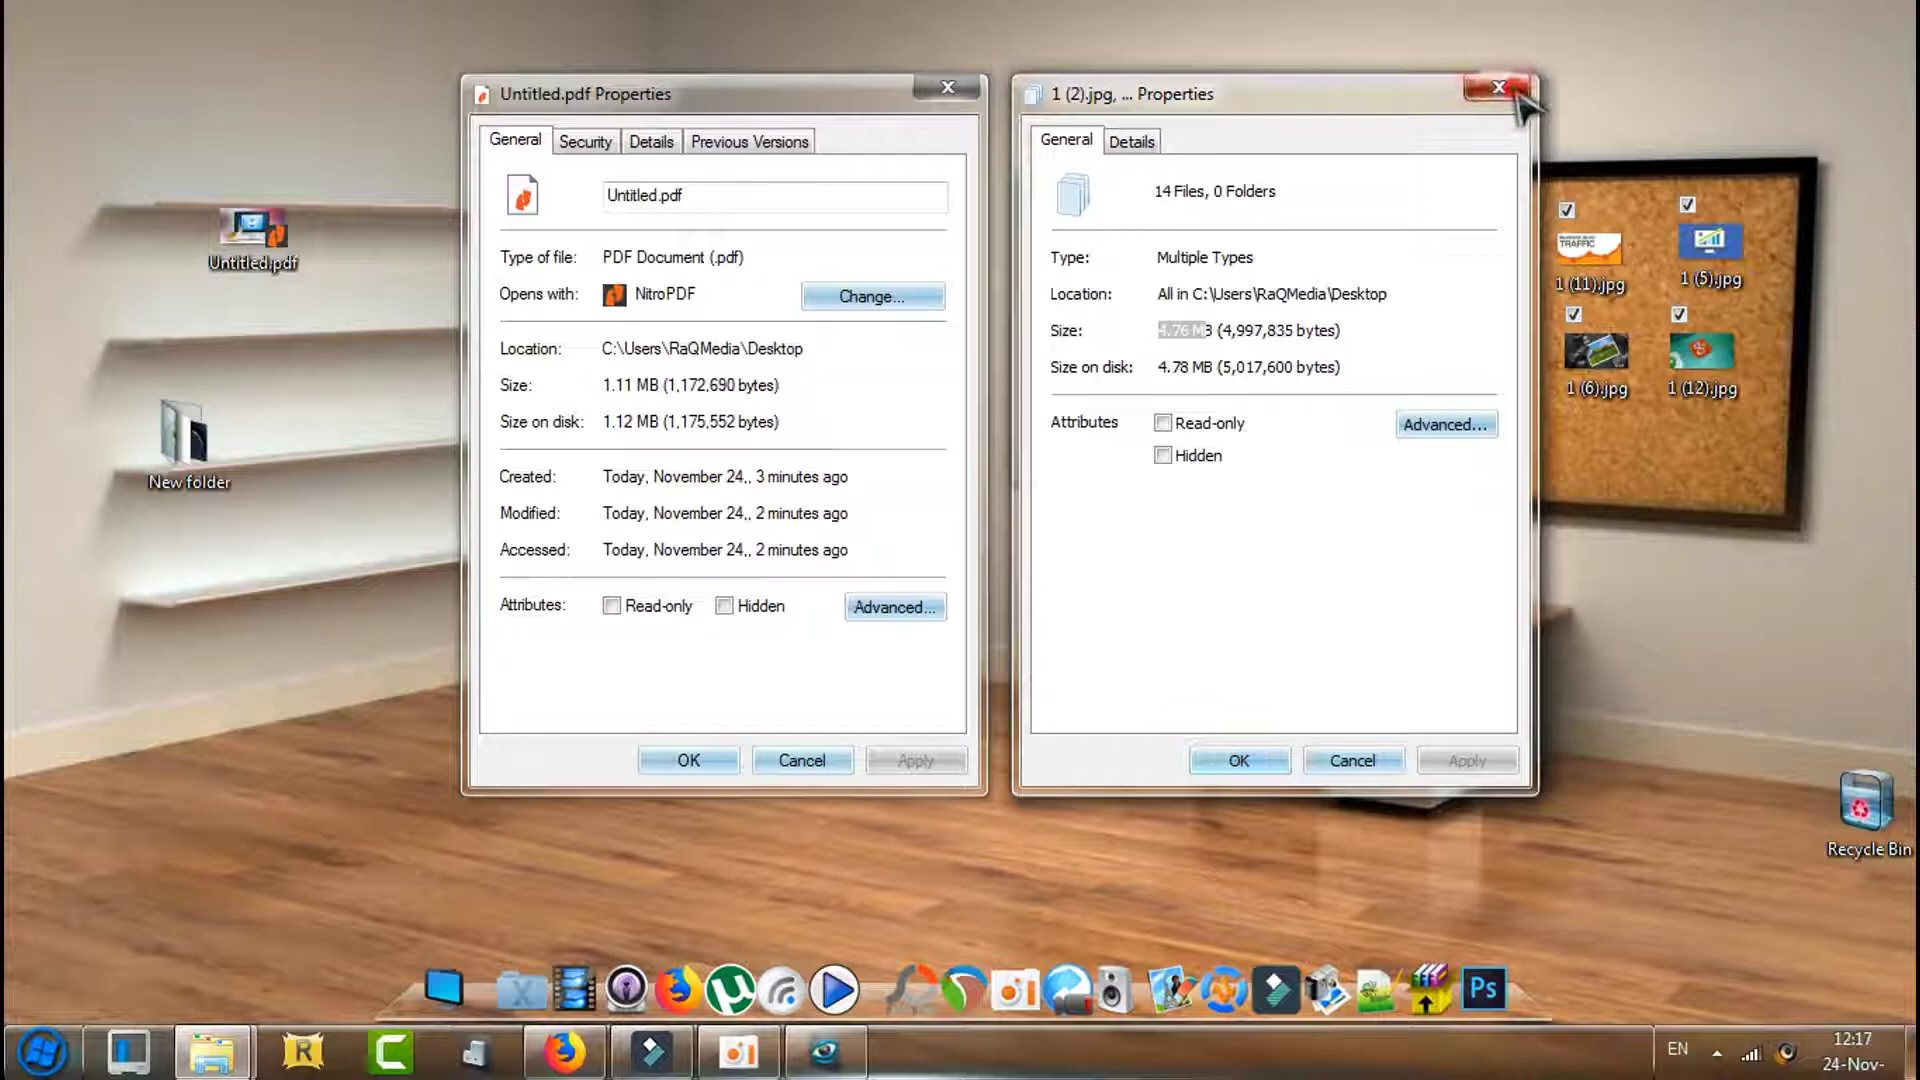 Untitled.pdf Properties
General
Security
Details
Previous Versions
Untitled.pdf
Type of file:
PDF Document (.pdf)
Opens with:
NitroPDF
Change...
Location:
C:\Users\RaQMedia\Desktop
Size:
1.11 MB (1,172,690 bytes)
Size on disk:
1.12 MB (1,175,552 bytes)
Created:
Today, November 24,, 3 minutes ago
Modified:
Today, November 24,, 2 minutes ago
Accessed:
Today, November 24,, 2 minutes ago
Attributes:
Read-only
Hidden
Advanced...
OK
Cancel
Apply
1 (2).jpg, ... Properties
General
Details
14 Files, 0 Folders
Type:
Multiple Types
Location:
All in C:\Users\RaQMedia\Desktop
Size:
4.76 MB (4,997,835 bytes)
Size on disk:
4.78 MB (5,017,600 bytes)
Attributes
Read-only
Hidden
Advanced...
OK
Cancel
Apply
Untitled.pdf
New folder
TRAFFIC
1 (11).jpg
1 (5).jpg
1 (6).jpg
1 (12).jpg
Recycle Bin
X
Ps
R
C
EN
12:17
24-Nov-